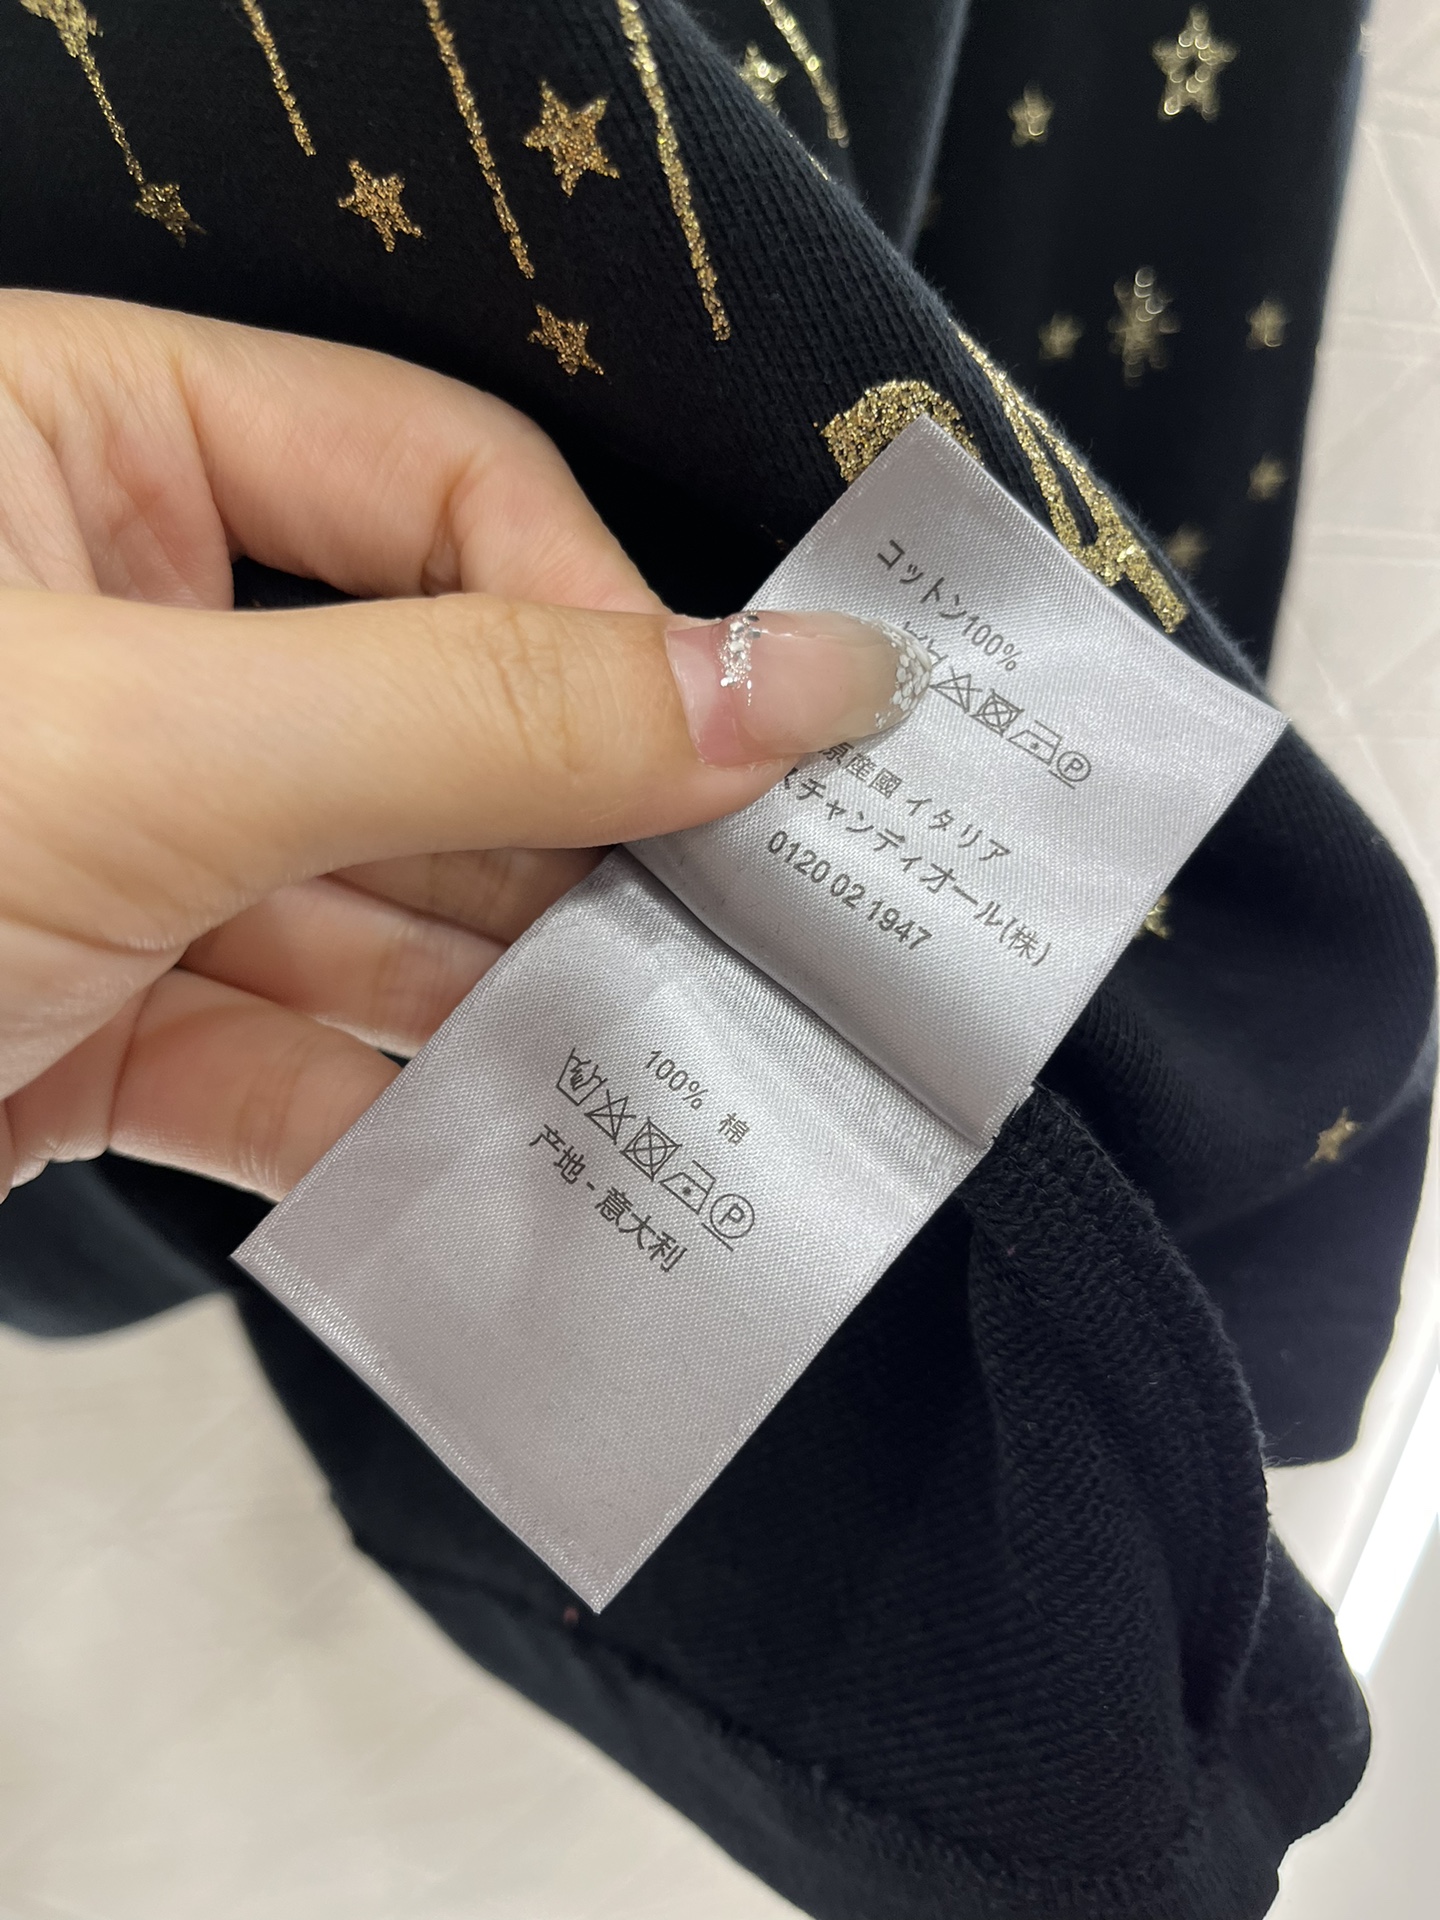 コットン100%
P
原産國 イタリア
チャンディオール(株)
0120 02 1947
100% 棉
P
产地 - 意大利